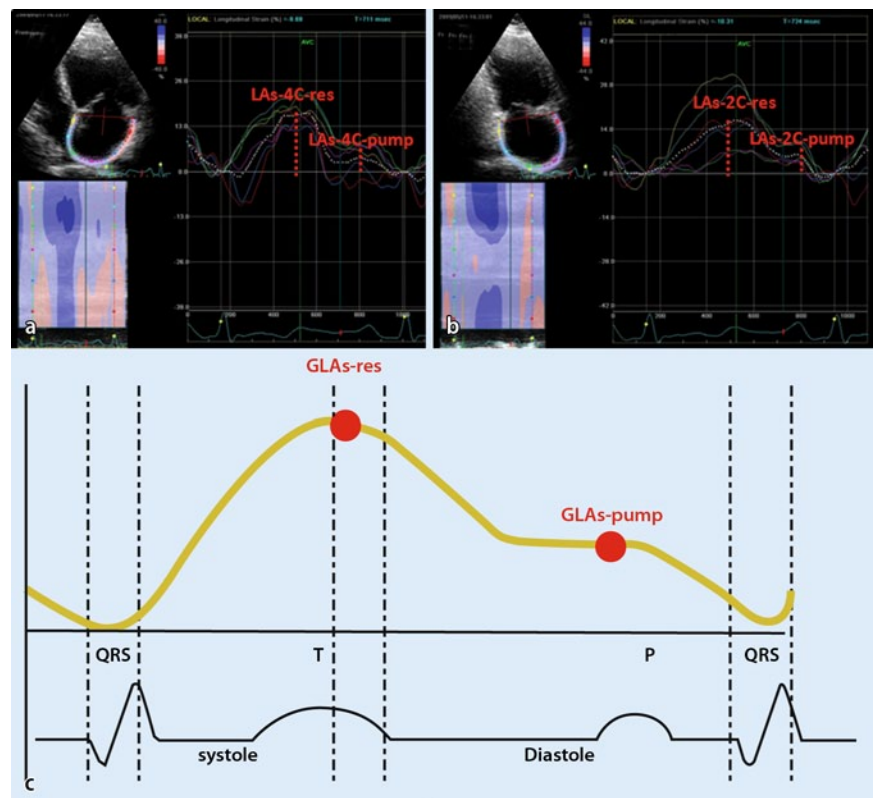 LOCAL: Longitudinal Strain (%) =-8.88 T=711 msec
AVC
LAs-4C-res
LAs-4C-pump
a
LOCAL: Longitudinal Strain (%) =-10.31 T=734 msec
AVC
LAs-2C-res
LAs-2C-pump
b
GLAs-res
GLAs-pump
QRS T P QRS
systole Diastole
c